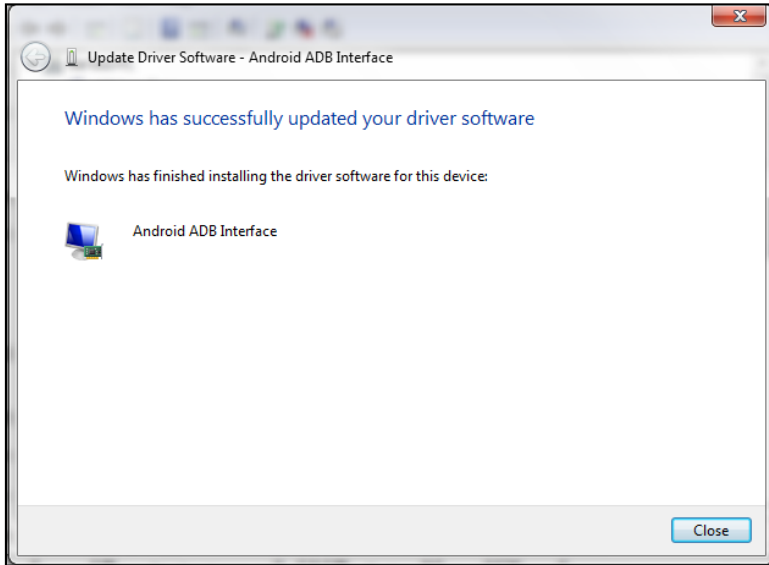 Update Driver Software - Android ADB Interface
Windows has successfully updated your driver software
Windows has finished installing the driver software for this device:
Android ADB Interface
Close